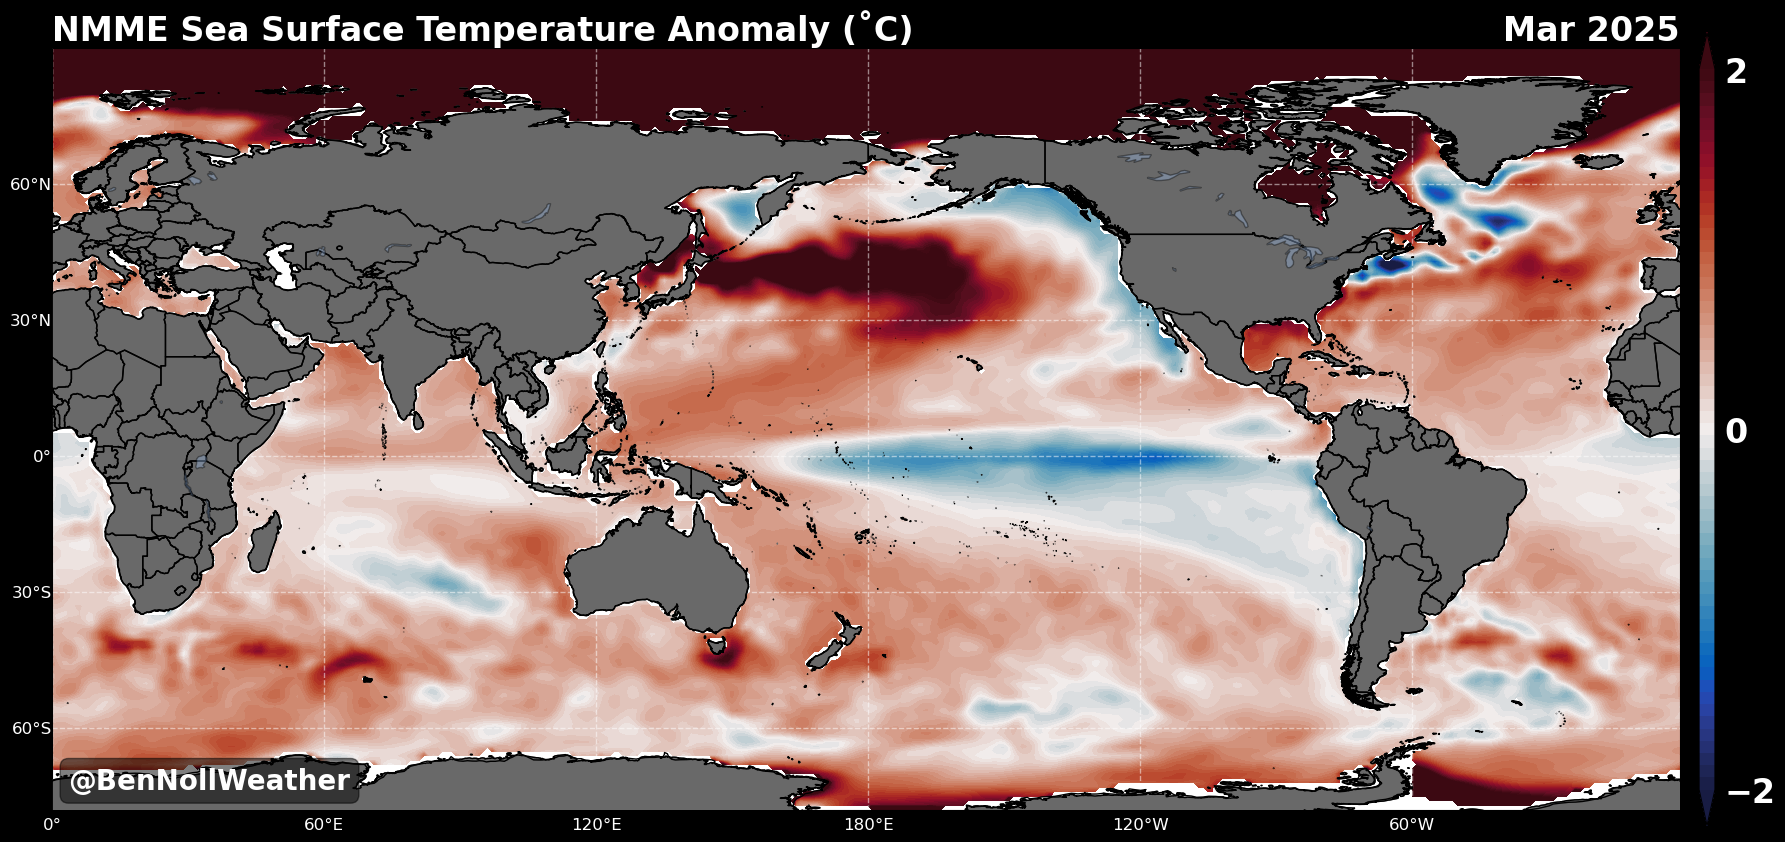 NMME Sea Surface Temperature Anomaly (˚C)
Mar 2025
2
0
−2
60°N
30°N
0°
30°S
60°S
@BenNollWeather
0°
60°E
120°E
180°E
120°W
60°W